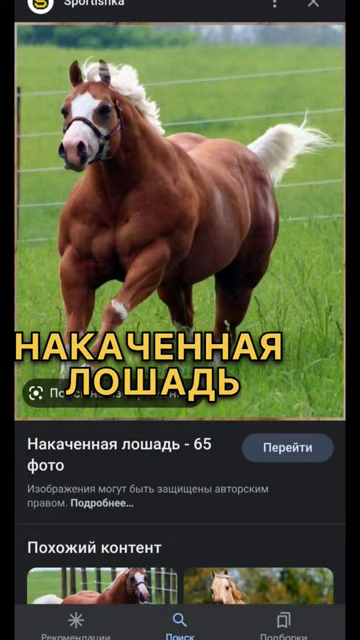 Sportishka
НАКАЧЕННАЯ
ЛОШАДЬ
Накаченная лошадь - 65
фото
Перейти
Изображения могут быть защищены авторским
правом. Подробнее...
Похожий контент
Рекомендации
Поиск
Подборки